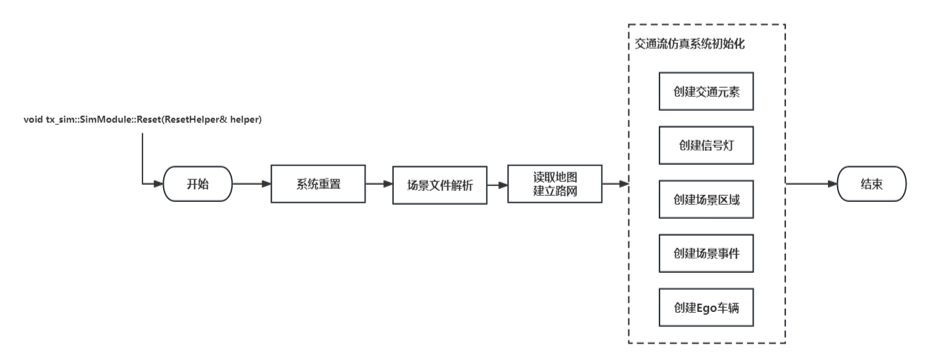 交通流仿真系统初始化
创建交通元素
void tx_sim::SimModule::Reset(ResetHelper& helper)
创建信号灯
开始
系统重置
场景文件解析
读取地图
建立路网
创建场景区域
结束
创建场景事件
创建Ego车辆